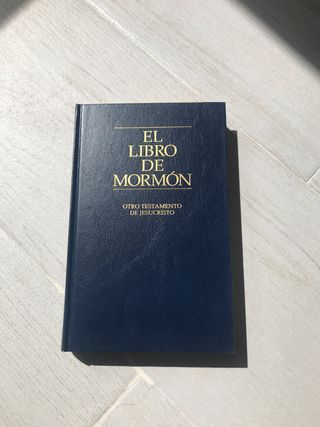 EL
LIBRO
DE
MORMÓN
OTRO TESTAMENTO
DE JESUCRISTO